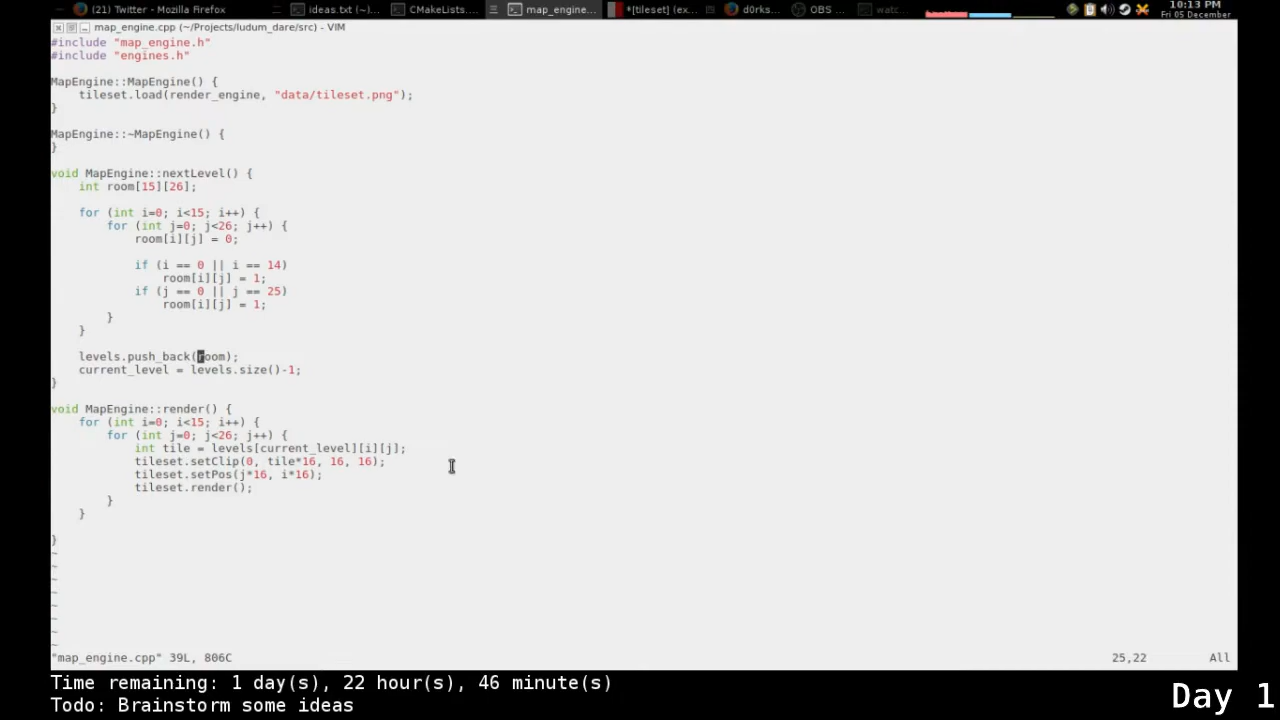 (21) Twitter - Mozilla Firefox
ideas.txt (~)...
CMakeLists....
map_engine...
*[tileset] (ex...
d0rks...
OBS ...
watc...
10:13 PM
Fri 05 December
map_engine.cpp (~/Projects/ludum_dare/src) - VIM
#include "map_engine.h"
#include "engines.h"
MapEngine::MapEngine() {
    tileset.load(render_engine, "data/tileset.png");
}
MapEngine::~MapEngine() {
}
void MapEngine::nextLevel() {
    int room[15][26];
    for (int i=0; i<15; i++) {
        for (int j=0; j<26; j++) {
            room[i][j] = 0;
            if (i == 0 || i == 14)
                room[i][j] = 1;
            if (j == 0 || j == 25)
                room[i][j] = 1;
        }
    }
    levels.push_back(room);
    current_level = levels.size()-1;
}
void MapEngine::render() {
    for (int i=0; i<15; i++) {
        for (int j=0; j<26; j++) {
            int tile = levels[current_level][i][j];
            tileset.setClip(0, tile*16, 16, 16);
            tileset.setPos(j*16, i*16);
            tileset.render();
        }
    }
}
~
~
~
~
~
~
~
~
"map_engine.cpp" 39L, 806C
25,22
All
Time remaining: 1 day(s), 22 hour(s), 46 minute(s)
Todo: Brainstorm some ideas
Day 1